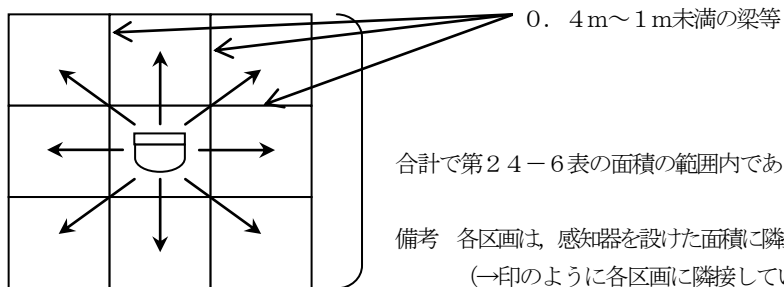 0.4m~1m未満の梁等
合計で第24-6表の面積の範囲内であ
備考 各区画は,感知器を設けた面積に隣
(→印のように各区画に隣接してい